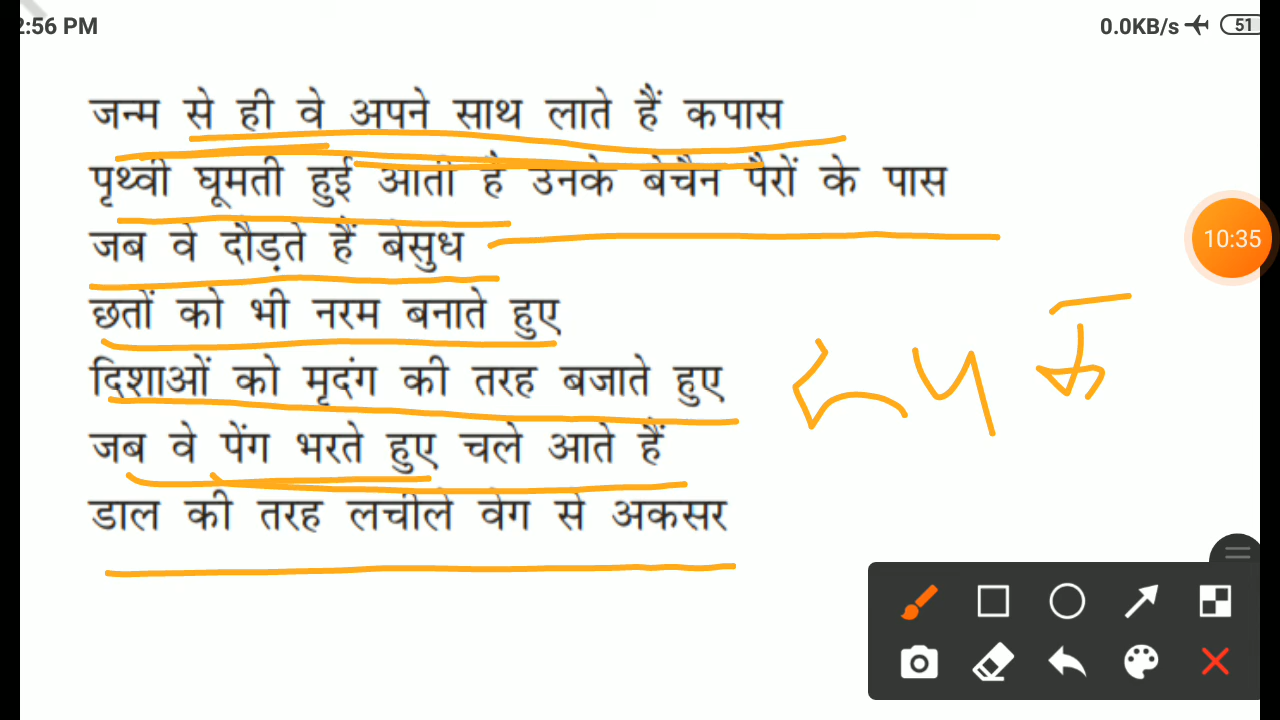 2:56 PM
0.0KB/s
51
जन्म से ही वे अपने साथ लाते हैं कपास
पृथ्वी घूमती हुई आती है उनके बेचैन पैरों के पास
जब वे दौड़ते हैं बेसुध
10:35
छतों को भी नरम बनाते हुए
दिशाओं को मृदंग की तरह बजाते हुए
जब वे पेंग भरते हुए चले आते हैं
डाल की तरह लचीले वेग से अकसर